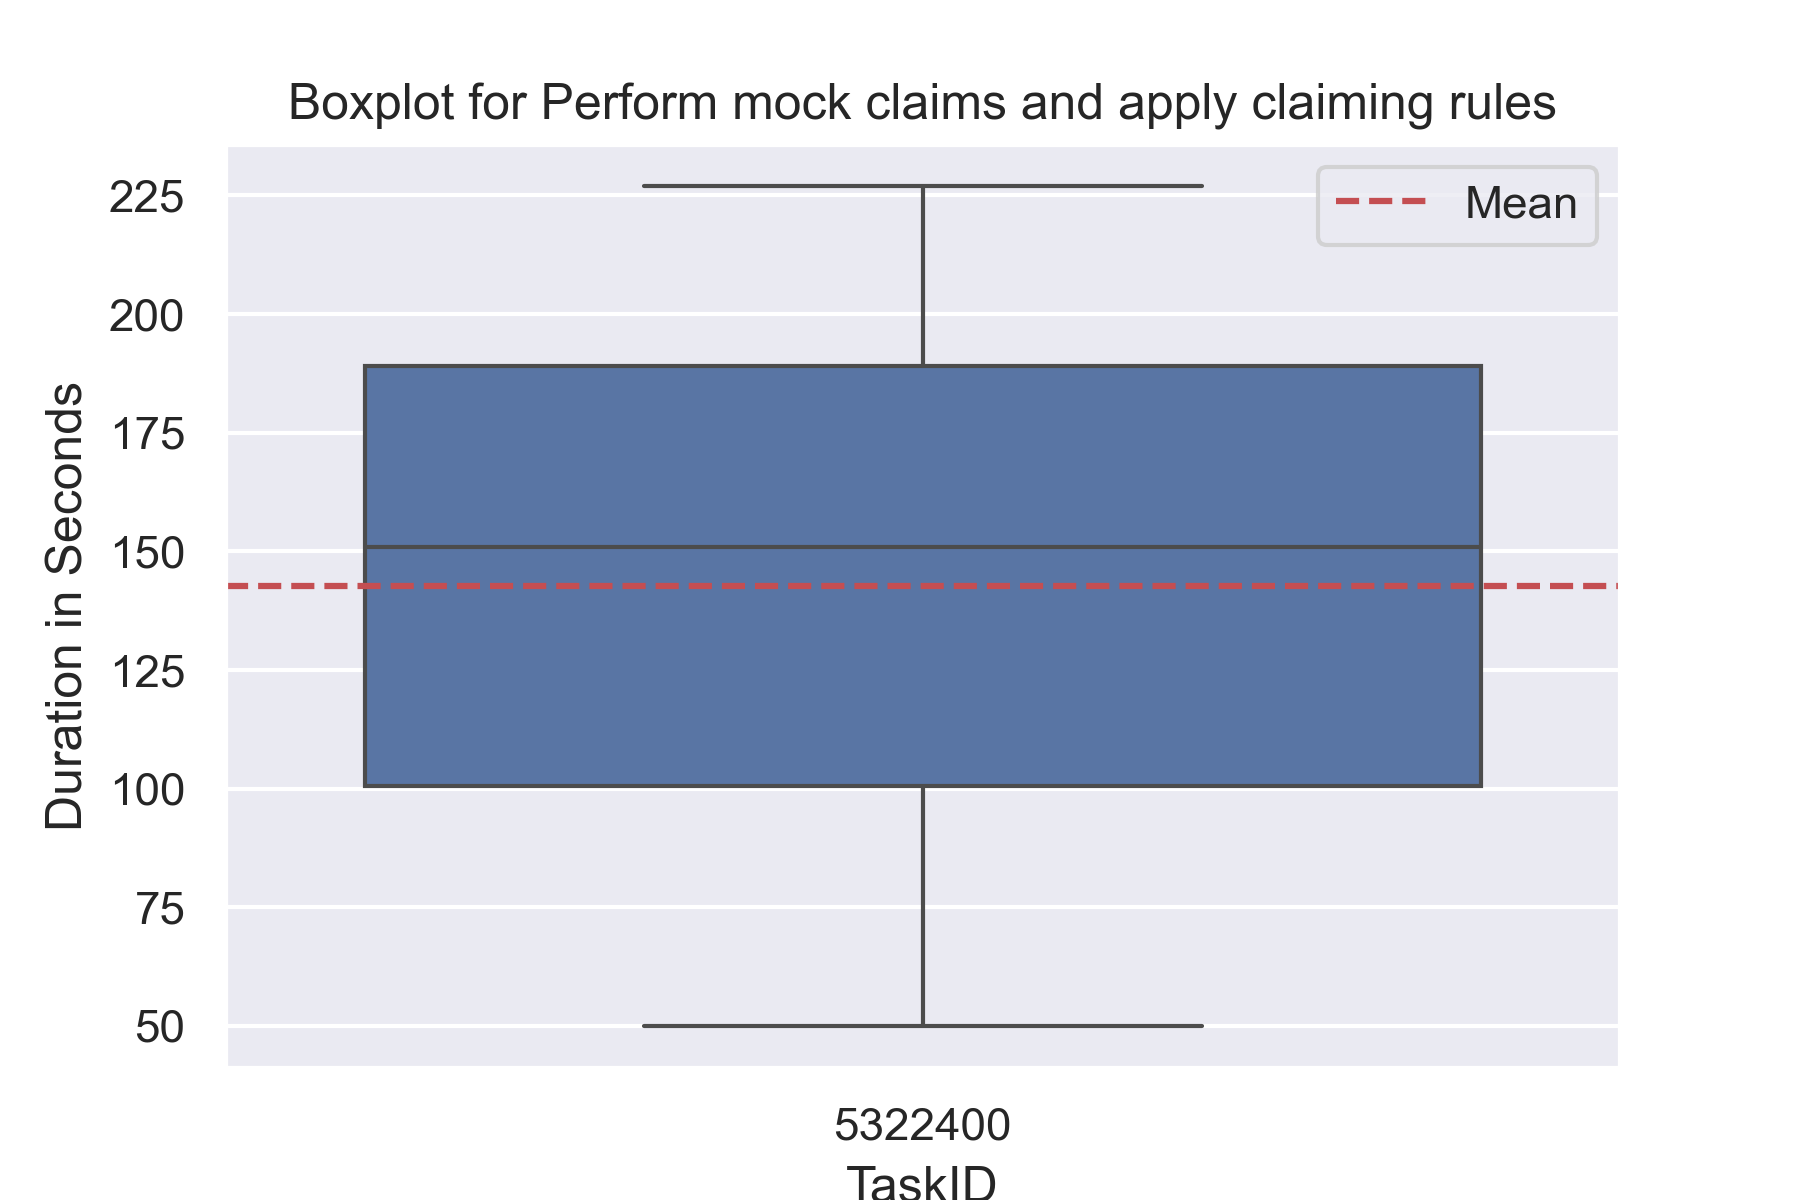 Boxplot for Perform mock claims and apply claiming rules
Mean
225
200
175
150
125
100
75
50
Duration in Seconds
5322400
TaskID